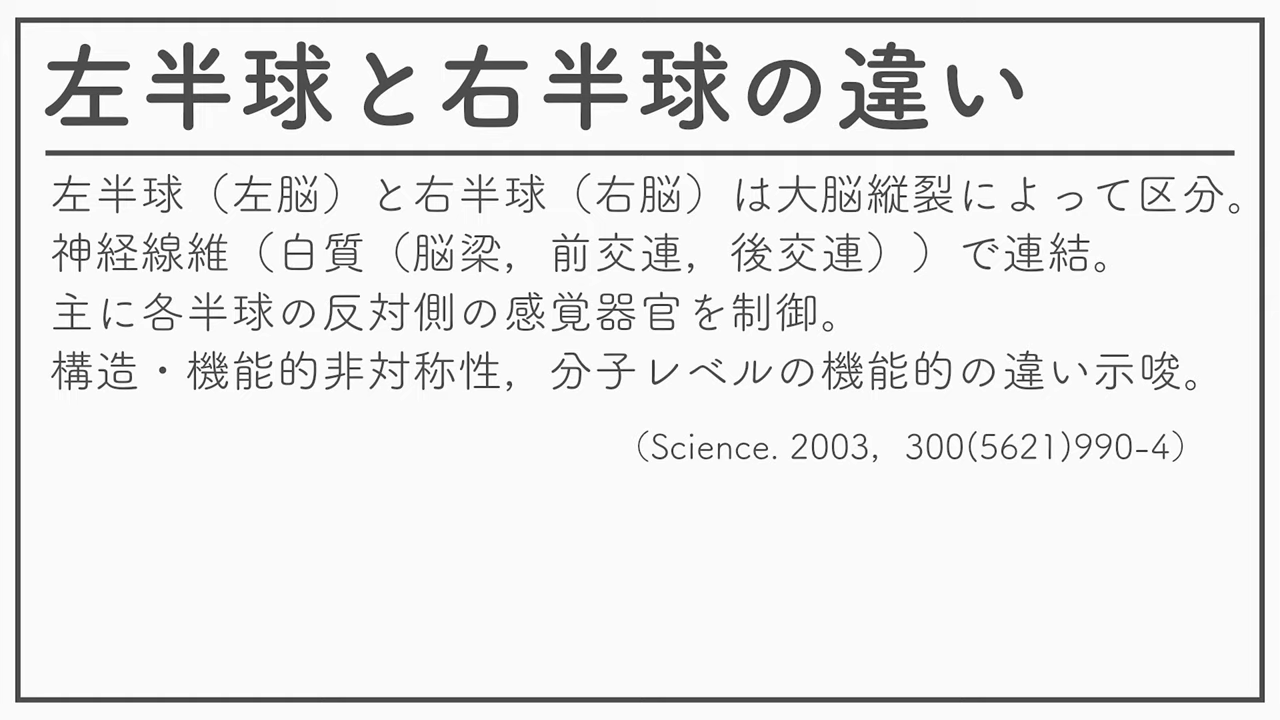 左半球と右半球の違い
左半球（左脳）と右半球（右脳）は大脳縦裂によって区分。
神経線維（白質（脳梁，前交連，後交連））で連結。
主に各半球の反対側の感覚器官を制御。
構造・機能的非対称性，分子レベルの機能的の違い示唆。
（Science. 2003，300(5621)990-4）